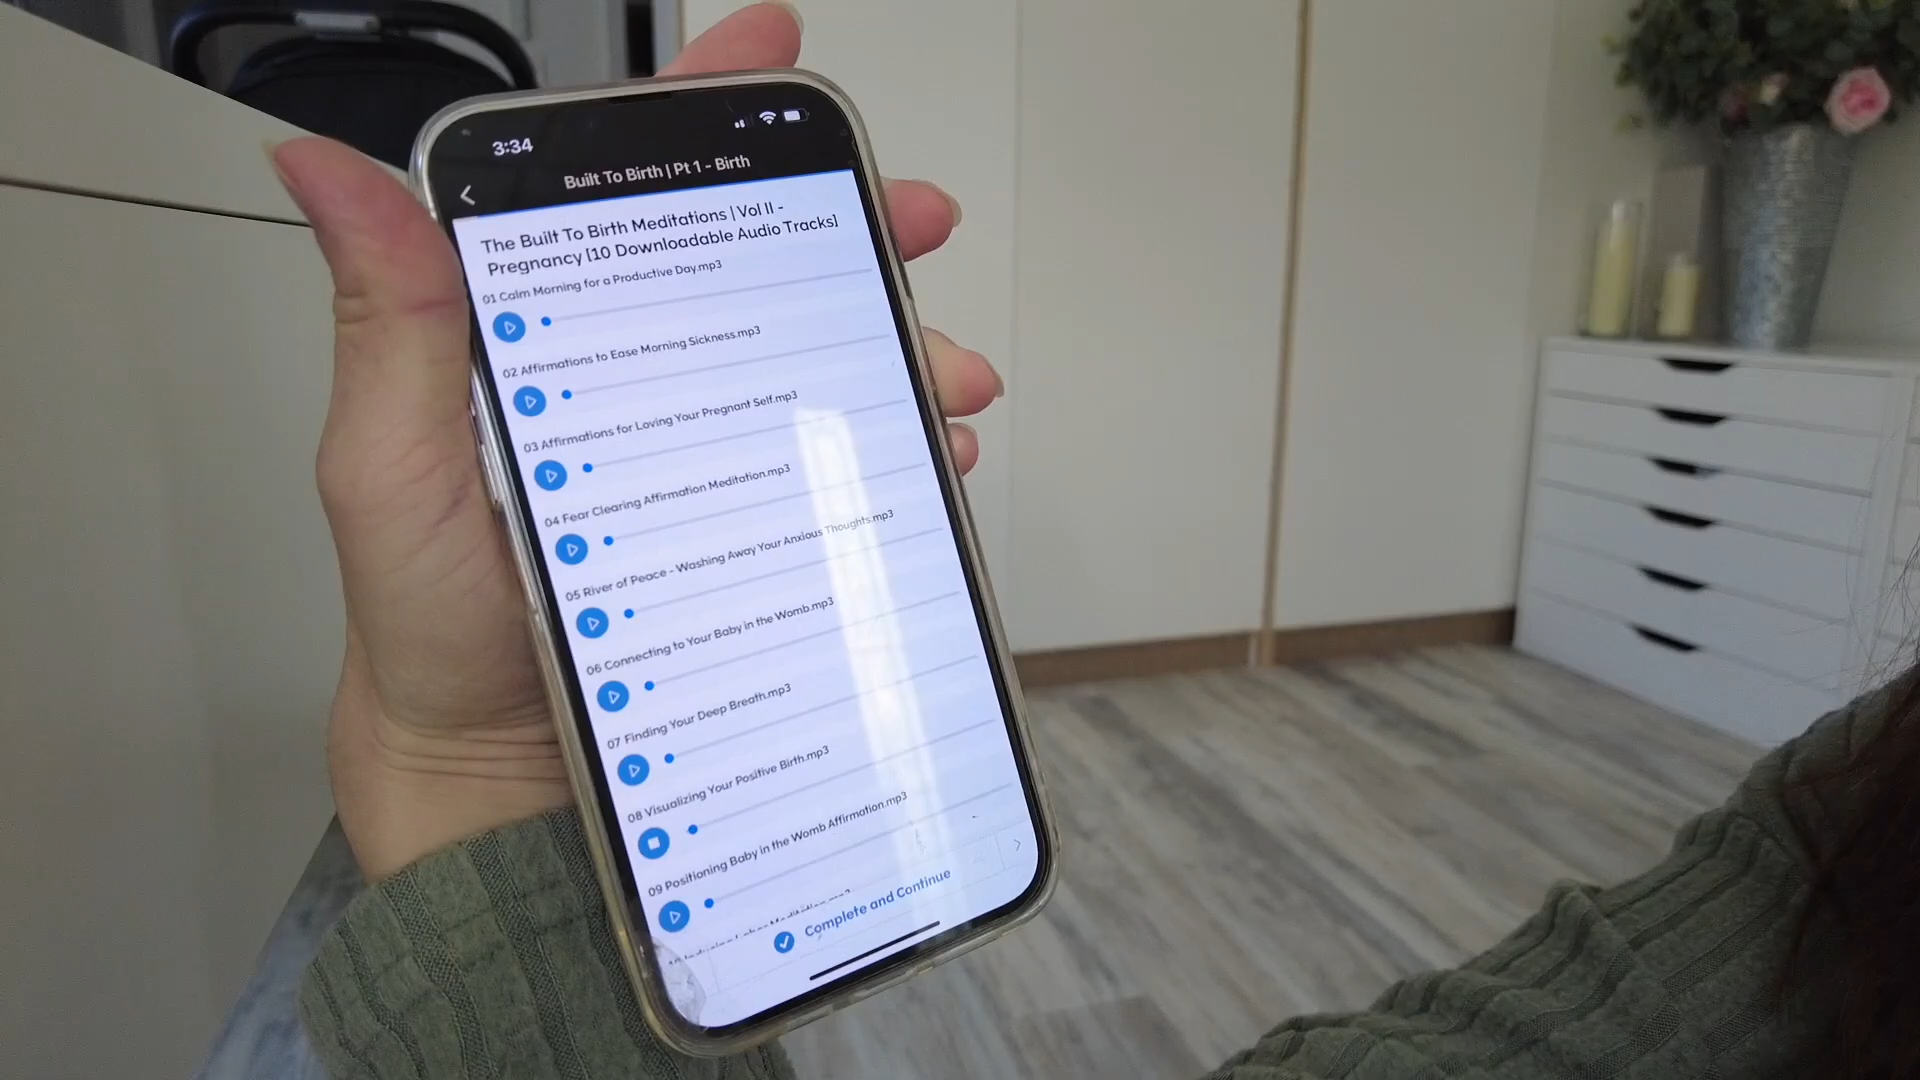 3:34
Built To Birth | Pt 1 - Birth
The Built To Birth Meditations | Vol II -
Pregnancy [10 Downloadable Audio Tracks]
01 Calm Morning for a Productive Day.mp3
02 Affirmations to Ease Morning Sickness.mp3
03 Affirmations for Loving Your Pregnant Self.mp3
04 Fear Clearing Affirmation Meditation.mp3
05 River of Peace - Washing Away Your Anxious Thoughts.mp3
06 Connecting to Your Baby in the Womb.mp3
07 Finding Your Deep Breath.mp3
08 Visualizing Your Positive Birth.mp3
09 Positioning Baby in the Womb Affirmation.mp3
Complete and Continue